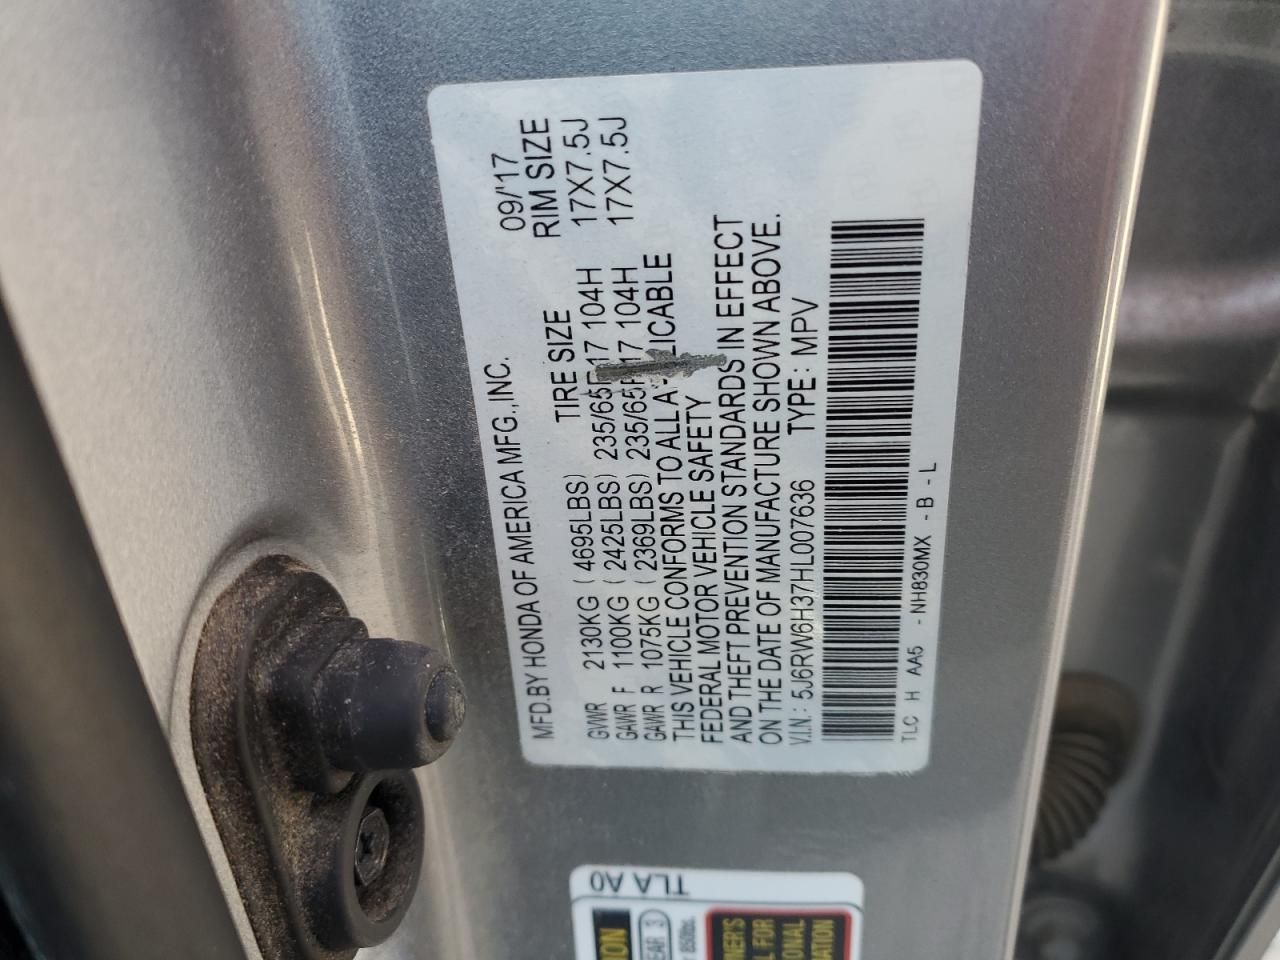 MFD.BY HONDA OF AMERICA MFG.,INC. 09/'17
TIRE SIZE RIM SIZE
GVWR 2130KG ( 4695LBS)
GAWR F 1100KG ( 2425LBS) 235/65R17 104H 17X7.5J
GAWR R 1075KG ( 2369LBS) 235/65 17 104H 17X7.5J
THIS VEHICLE CONFORMS TO ALL A LICABLE
FEDERAL MOTOR VEHICLE SAFETY
AND THEFT PREVENTION STANDARDS IN EFFECT
ON THE DATE OF MANUFACTURE SHOWN ABOVE.
V.I.N.: 5J6RW6H37HL007636 TYPE: MPV
TLC H AA5 - NH830MX - B - L
TLA A0